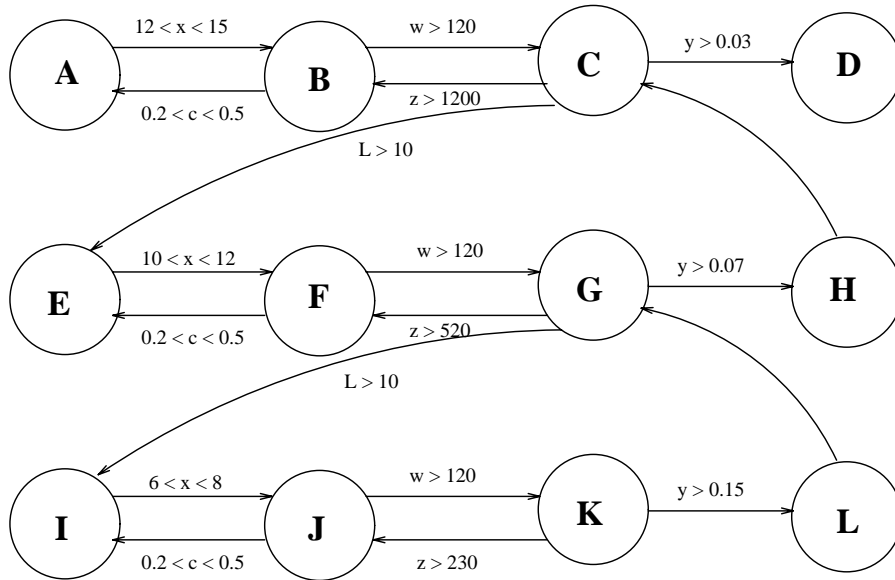 12 < x < 15
w > 120
y > 0.03
A
B
C
D
0.2 < c < 0.5
z > 1200
L > 10
10 < x < 12
w > 120
y > 0.07
E
F
G
H
0.2 < c < 0.5
z > 520
L > 10
6 < x < 8
w > 120
y > 0.15
I
J
K
L
0.2 < c < 0.5
z > 230